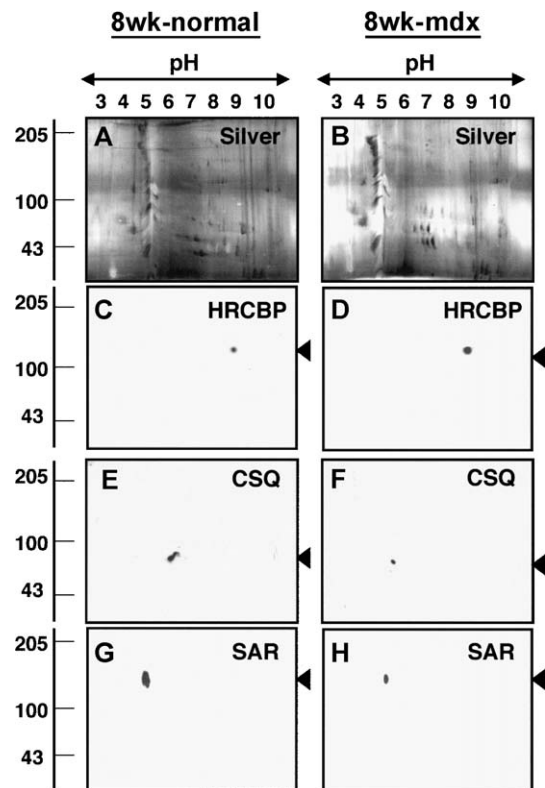 8wk-normal 8wk-mdx
pH pH
3 4 5 6 7 8 9 10 3 4 5 6 7 8 9 10
205 A Silver B Silver
100
43
205 C HRCBP D HRCBP
100
43
205 E CSQ F CSQ
100
43
205 G SAR H SAR
100
43